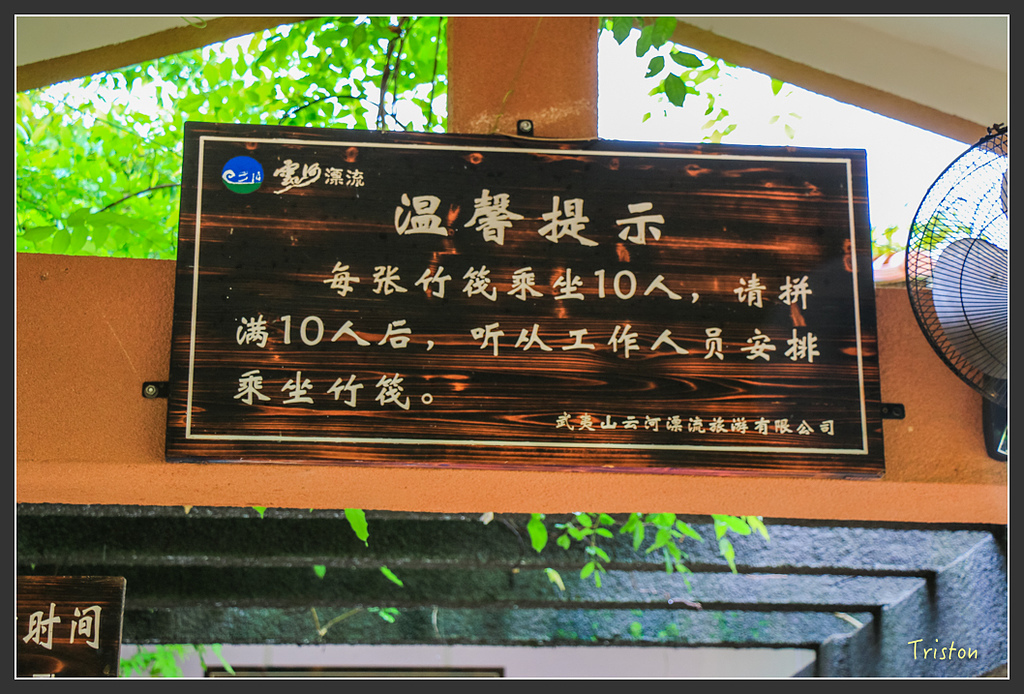 雲河漂流
温馨提示
每张竹筏乘坐10人，请拼
满10人后，听从工作人员安排
乘坐竹筏。
武夷山云河漂流旅游有限公司
时间
Triston